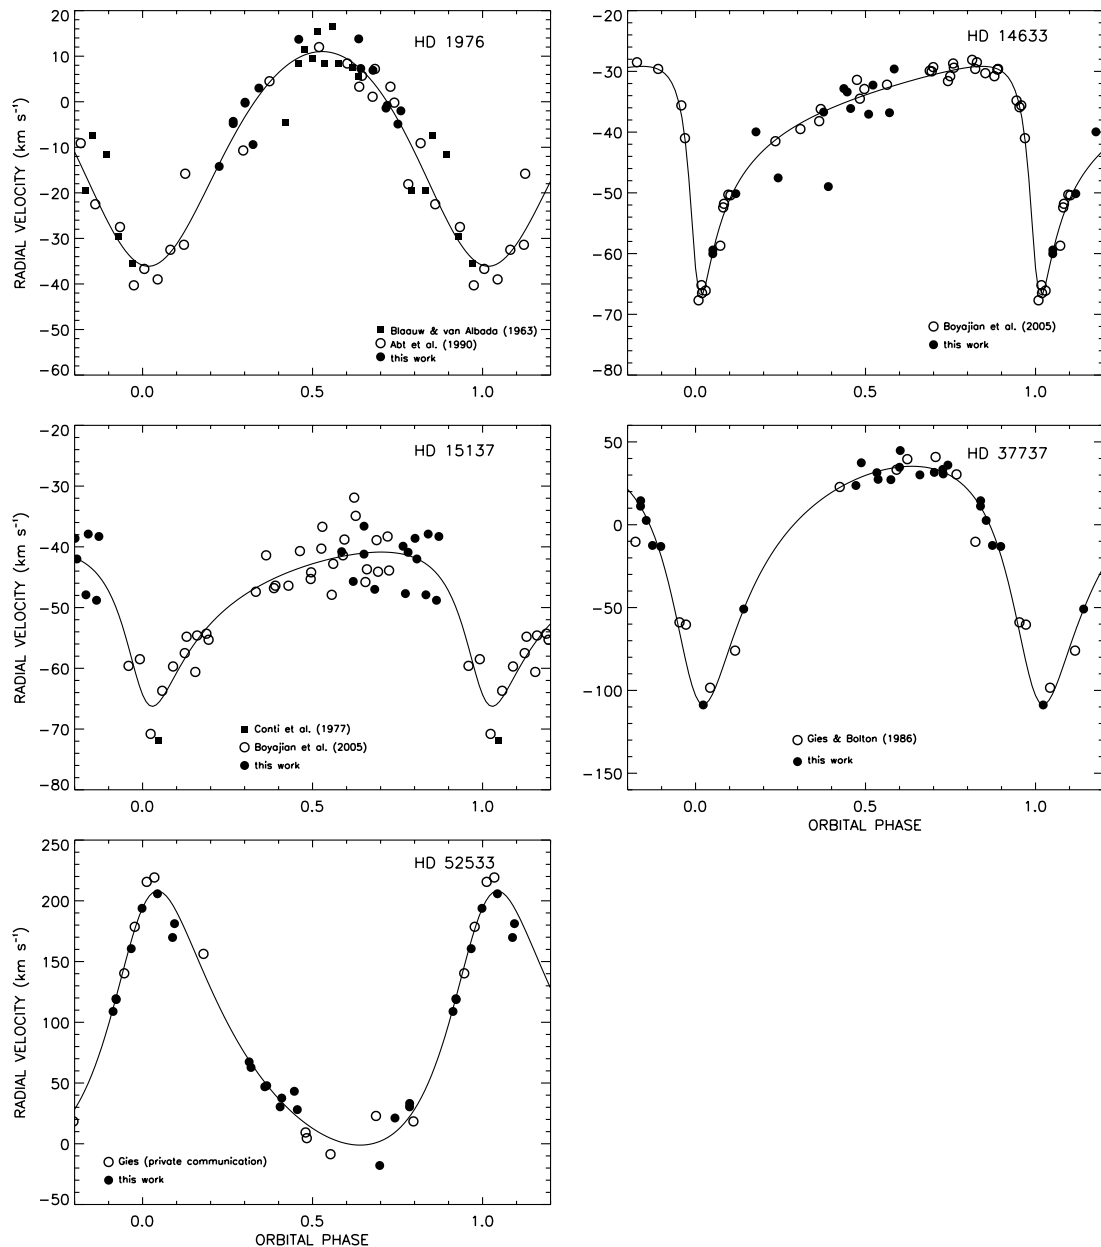 HD 1976
20
10
0
−10
−20
−30
−40
−50
−60
RADIAL VELOCITY (km s⁻¹)
Blaauw & van Albada (1963)
Abt et al. (1990)
this work
0.0 0.5 1.0
HD 14633
−20
−30
−40
−50
−60
−70
−80
Boyajian et al. (2005)
this work
0.0 0.5 1.0
HD 15137
−20
−30
−40
−50
−60
−70
−80
RADIAL VELOCITY (km s⁻¹)
Conti et al. (1977)
Boyajian et al. (2005)
this work
0.0 0.5 1.0
HD 37737
50
0
−50
−100
−150
Gies & Bolton (1986)
this work
0.0 0.5 1.0
ORBITAL PHASE
HD 52533
250
200
150
100
50
0
−50
RADIAL VELOCITY (km s⁻¹)
Gies (private communication)
this work
0.0 0.5 1.0
ORBITAL PHASE